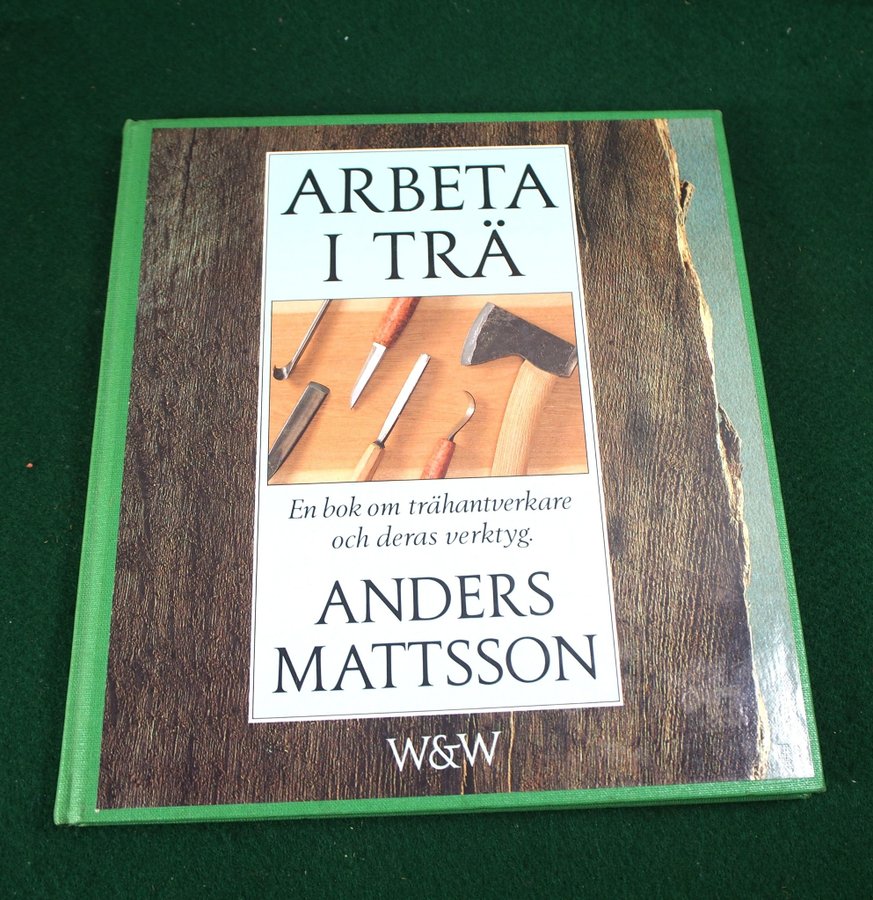 ARBETA
I TRÄ
En bok om trähantverkare
och deras verktyg.
ANDERS
MATTSSON
W&W